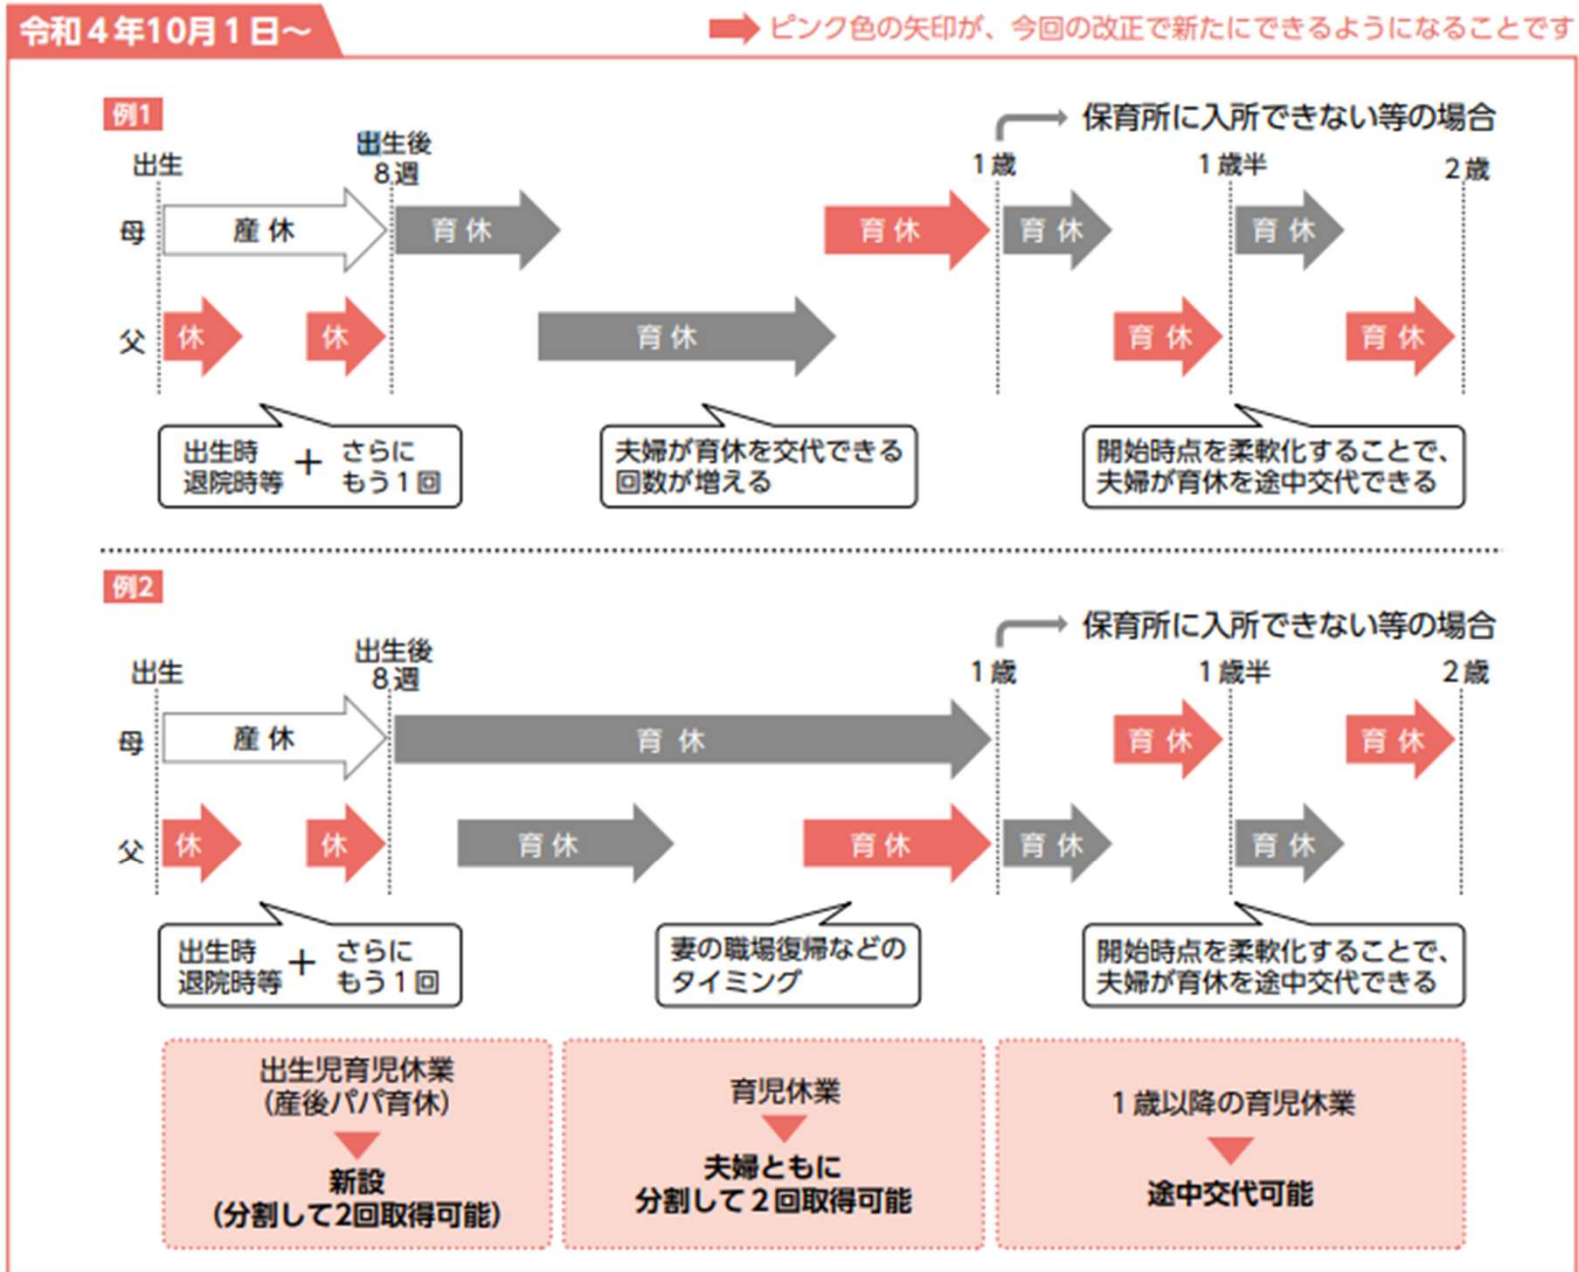 令和4年10月1日～
ピンク色の矢印が、今回の改正で新たにできるようになることです
例1
保育所に入所できない等の場合
出生
出生後
8週
1歳
1歳半
2歳
母
産休
育休
育休
育休
育休
父
休
休
育休
育休
育休
出生時
退院時等
＋
さらに
もう1回
夫婦が育休を交代できる
回数が増える
開始時点を柔軟化することで、
夫婦が育休を途中交代できる
例2
保育所に入所できない等の場合
出生
出生後
8週
1歳
1歳半
2歳
母
産休
育休
育休
育休
父
休
休
育休
育休
育休
育休
出生時
退院時等
＋
さらに
もう1回
妻の職場復帰などの
タイミング
開始時点を柔軟化することで、
夫婦が育休を途中交代できる
出生児育児休業
（産後パパ育休）
新設
（分割して2回取得可能）
育児休業
夫婦ともに
分割して2回取得可能
1歳以降の育児休業
途中交代可能